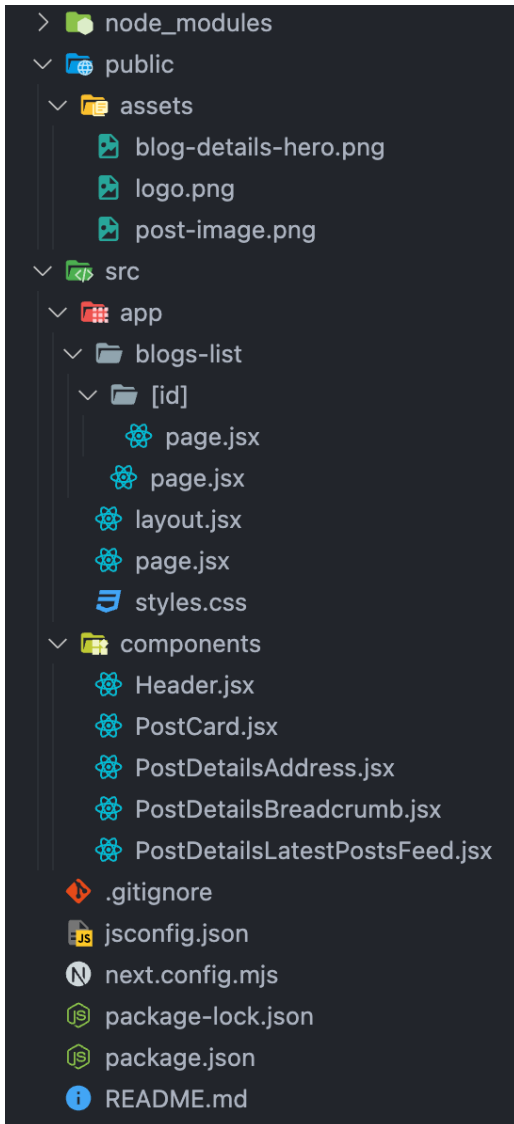 node_modules
public
assets
blog-details-hero.png
logo.png
post-image.png
src
app
blogs-list
[id]
page.jsx
page.jsx
layout.jsx
page.jsx
styles.css
components
Header.jsx
PostCard.jsx
PostDetailsAddress.jsx
PostDetailsBreadcrumb.jsx
PostDetailsLatestPostsFeed.jsx
.gitignore
jsconfig.json
next.config.mjs
package-lock.json
package.json
README.md